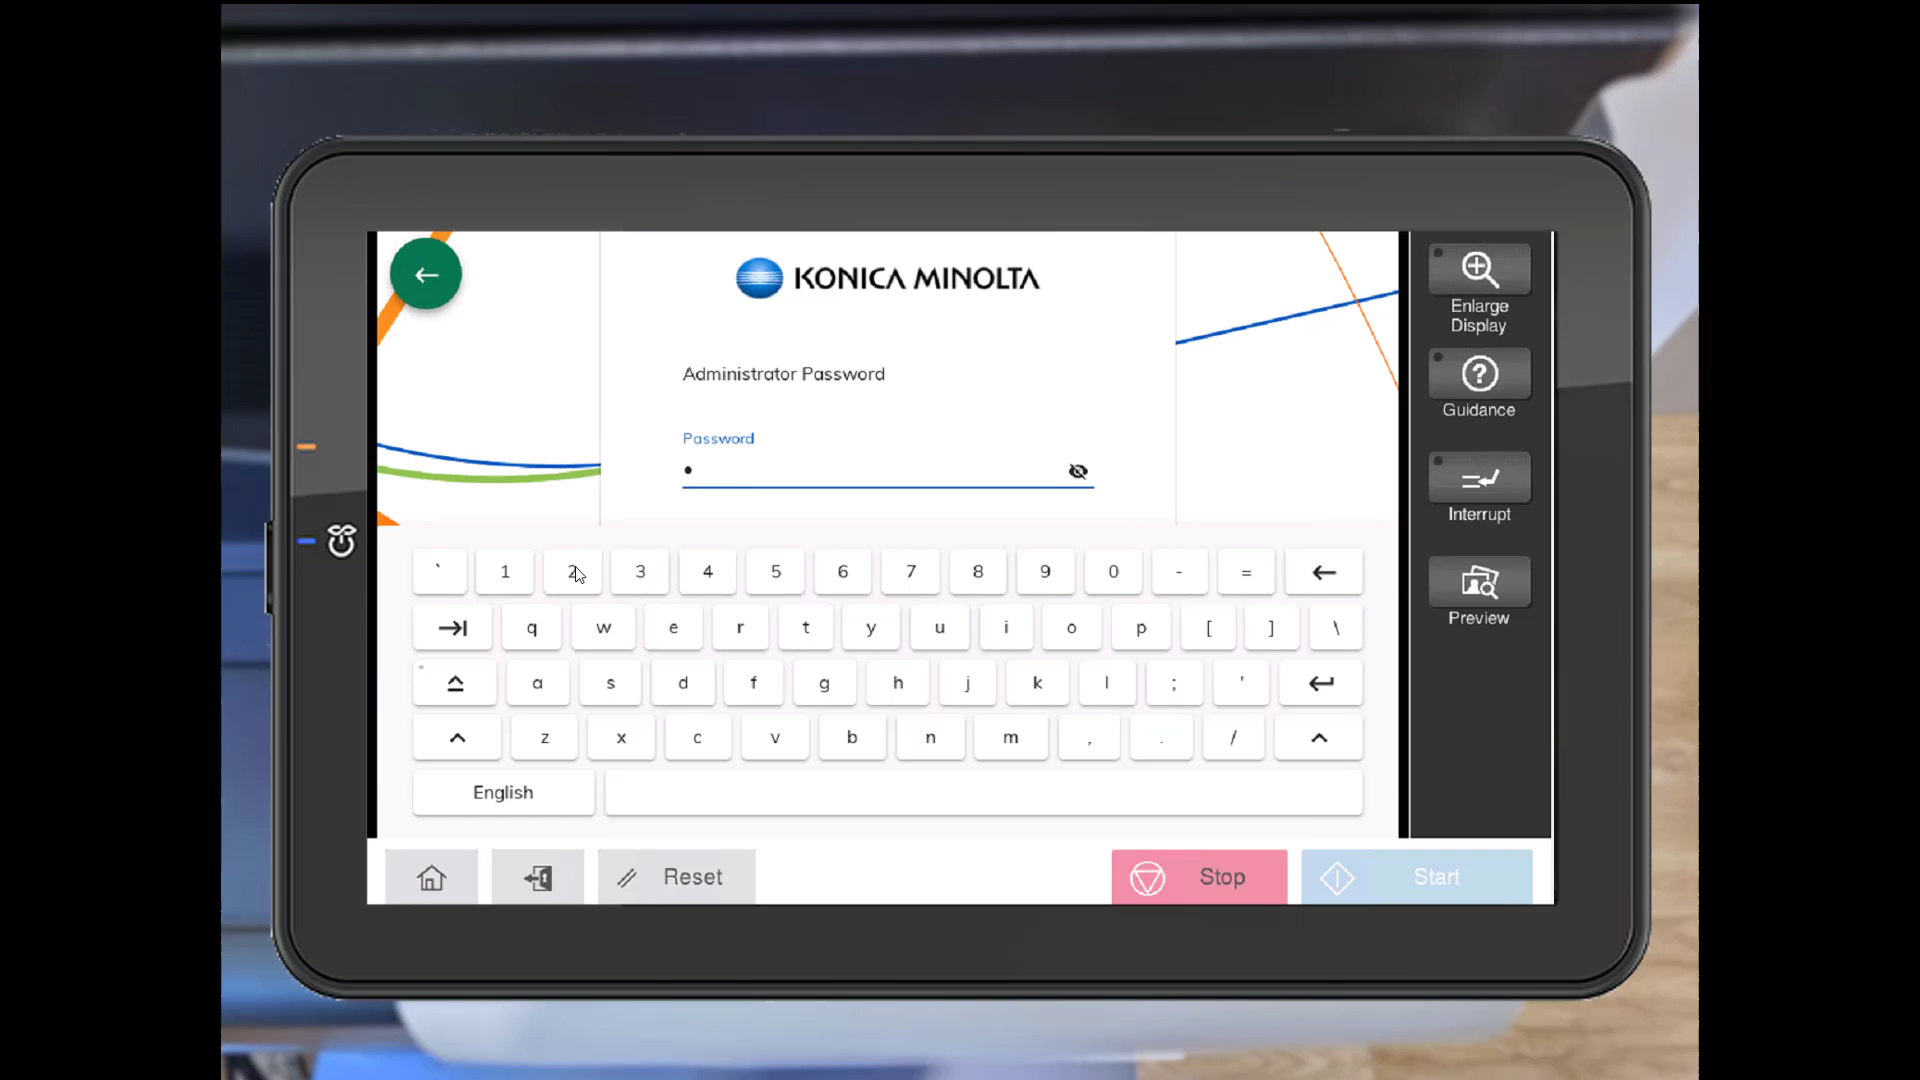 KONICA MINOLTA
Administrator Password
Password
•
` 1 2 3 4 5 6 7 8 9 0 - =
q w e r t y u i o p [ ] \
a s d f g h j k l ; '
z x c v b n m , . /
English
Reset
Stop
Start
Enlarge
Display
Guidance
Interrupt
Preview